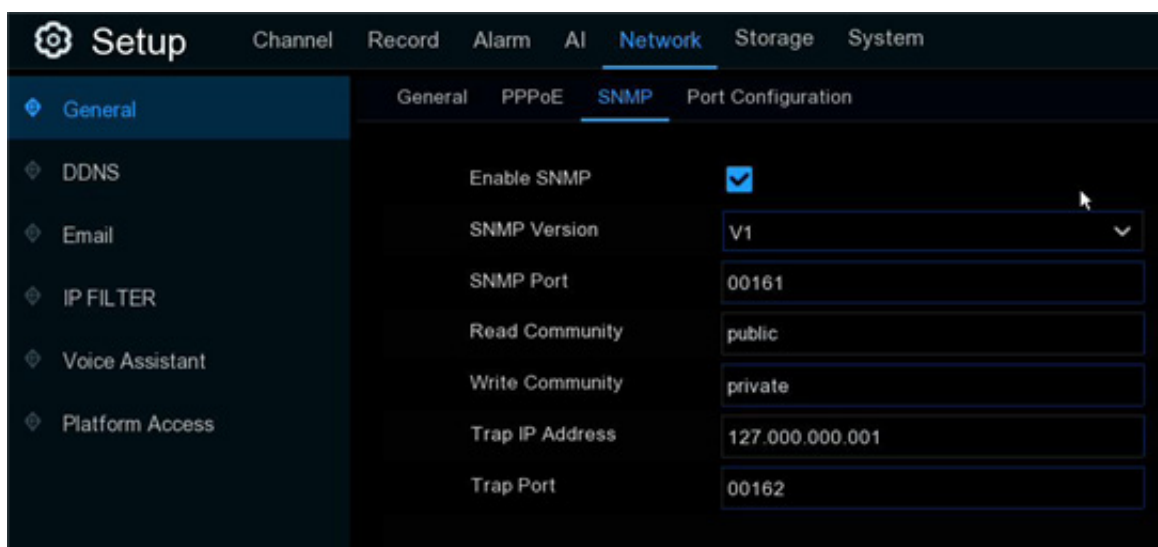 Setup Channel Record Alarm AI Network Storage System
General
DDNS
Email
IP FILTER
Voice Assistant
Platform Access
General PPPoE SNMP Port Configuration
Enable SNMP
SNMP Version V1
SNMP Port 00161
Read Community public
Write Community private
Trap IP Address 127.000.000.001
Trap Port 00162